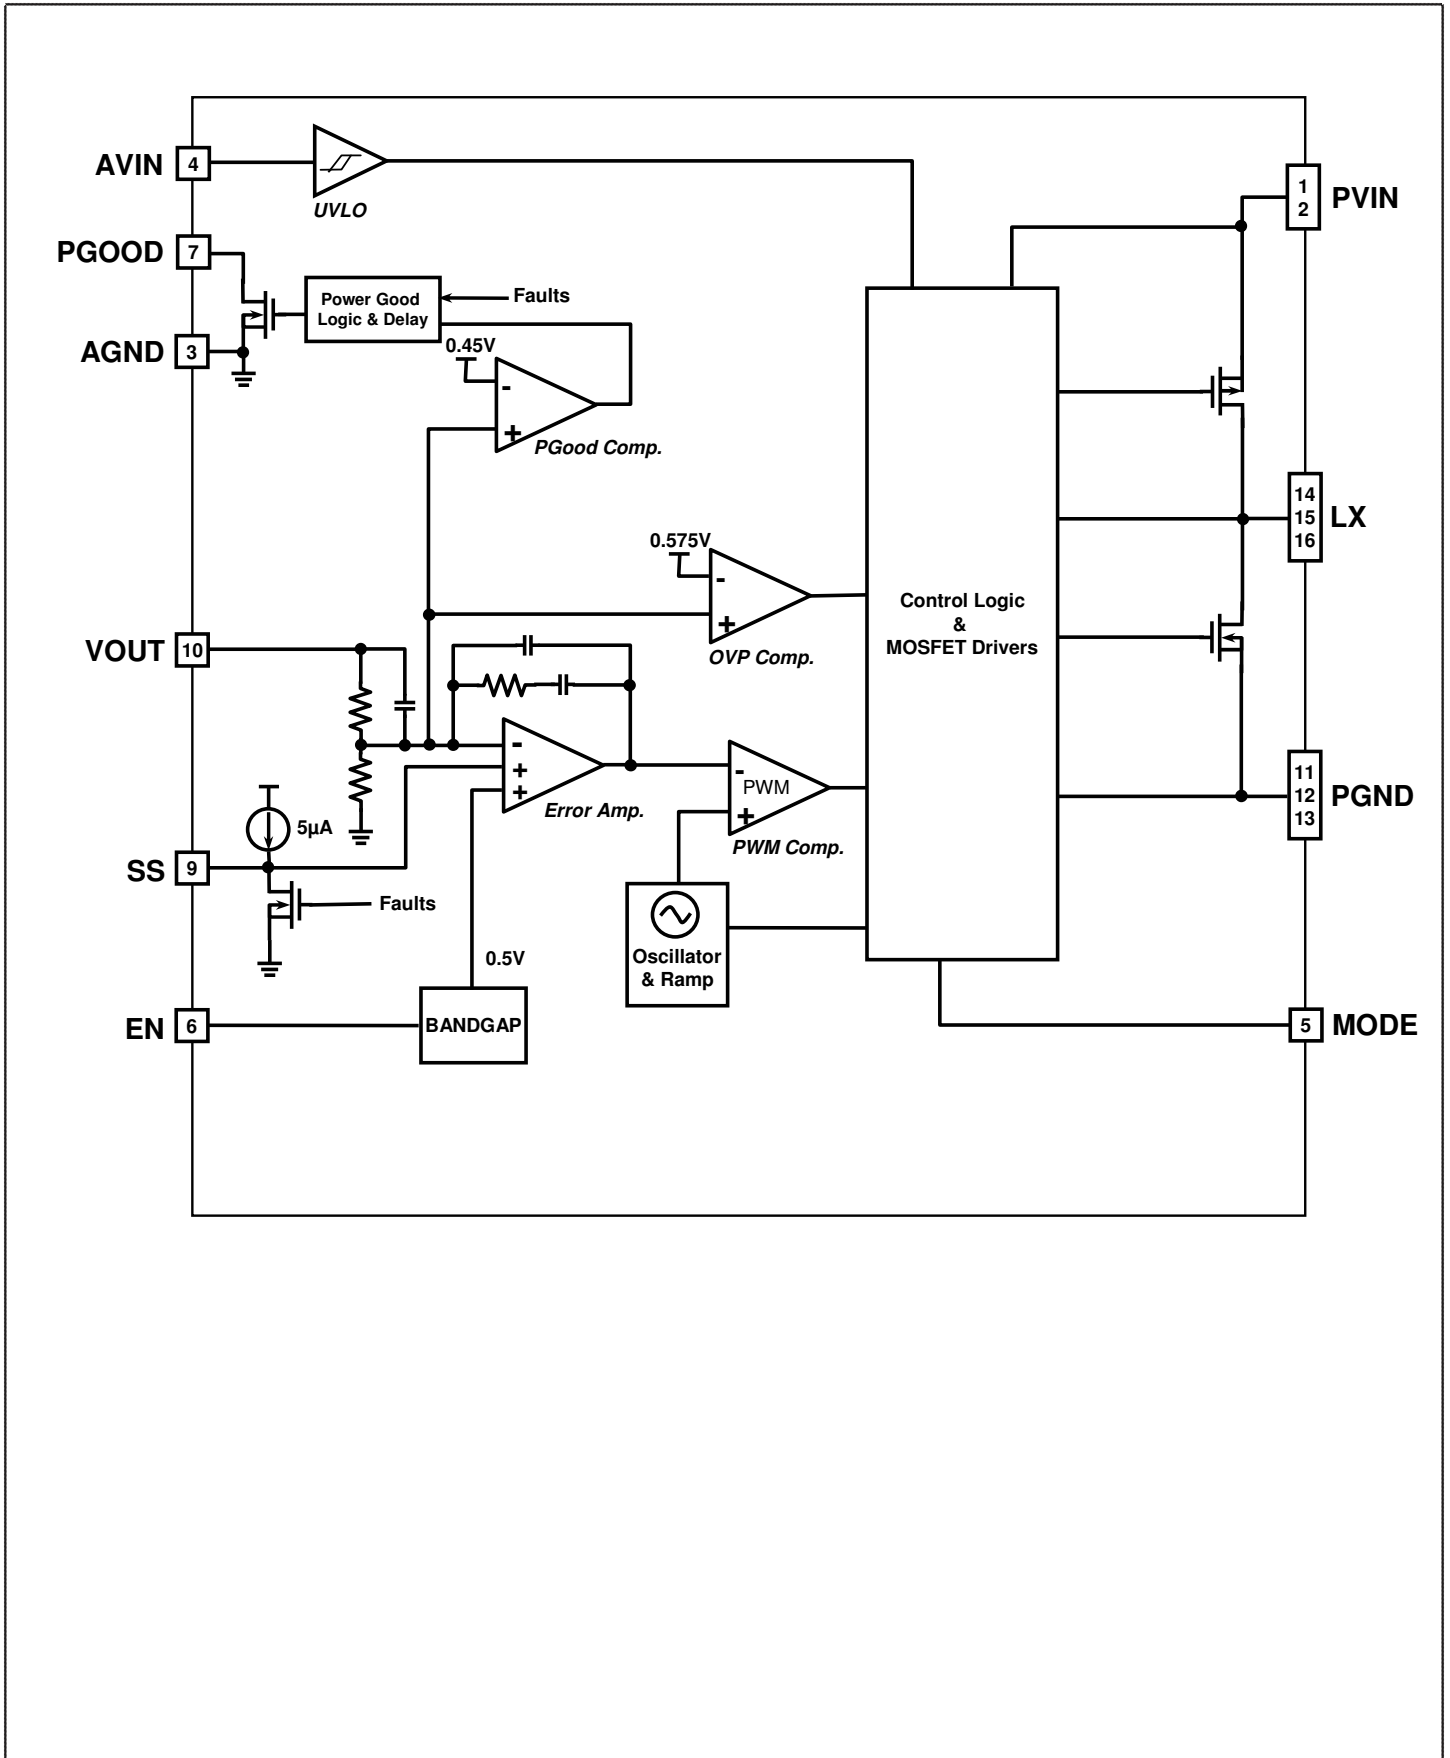 AVIN
4
UVLO
PGOOD
7
Power Good
Logic & Delay
Faults
AGND
3
0.45V
-
+
PGood Comp.
PVIN
1
2
14
15
16
LX
0.575V
-
+
OVP Comp.
Control Logic
&
MOSFET Drivers
VOUT
10
-
+
+
Error Amp.
-
PWM
+
PWM Comp.
11
12
13
PGND
5µA
SS
9
Faults
0.5V
Oscillator
& Ramp
EN
6
BANDGAP
5
MODE